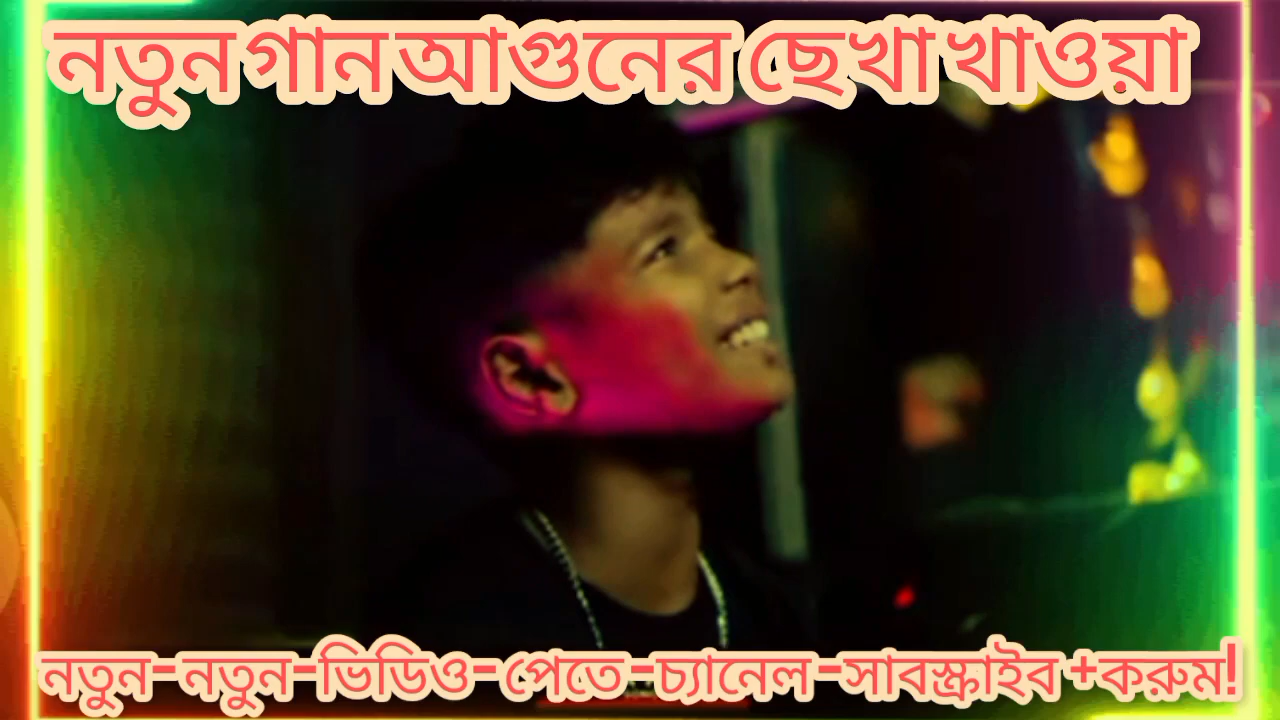 নতুন গান আগুনের ছেখা খাওয়া
নতুন-নতুন-ভিডিও-পেতে-চ্যানেল-সাবস্ক্রাইব+করুম!